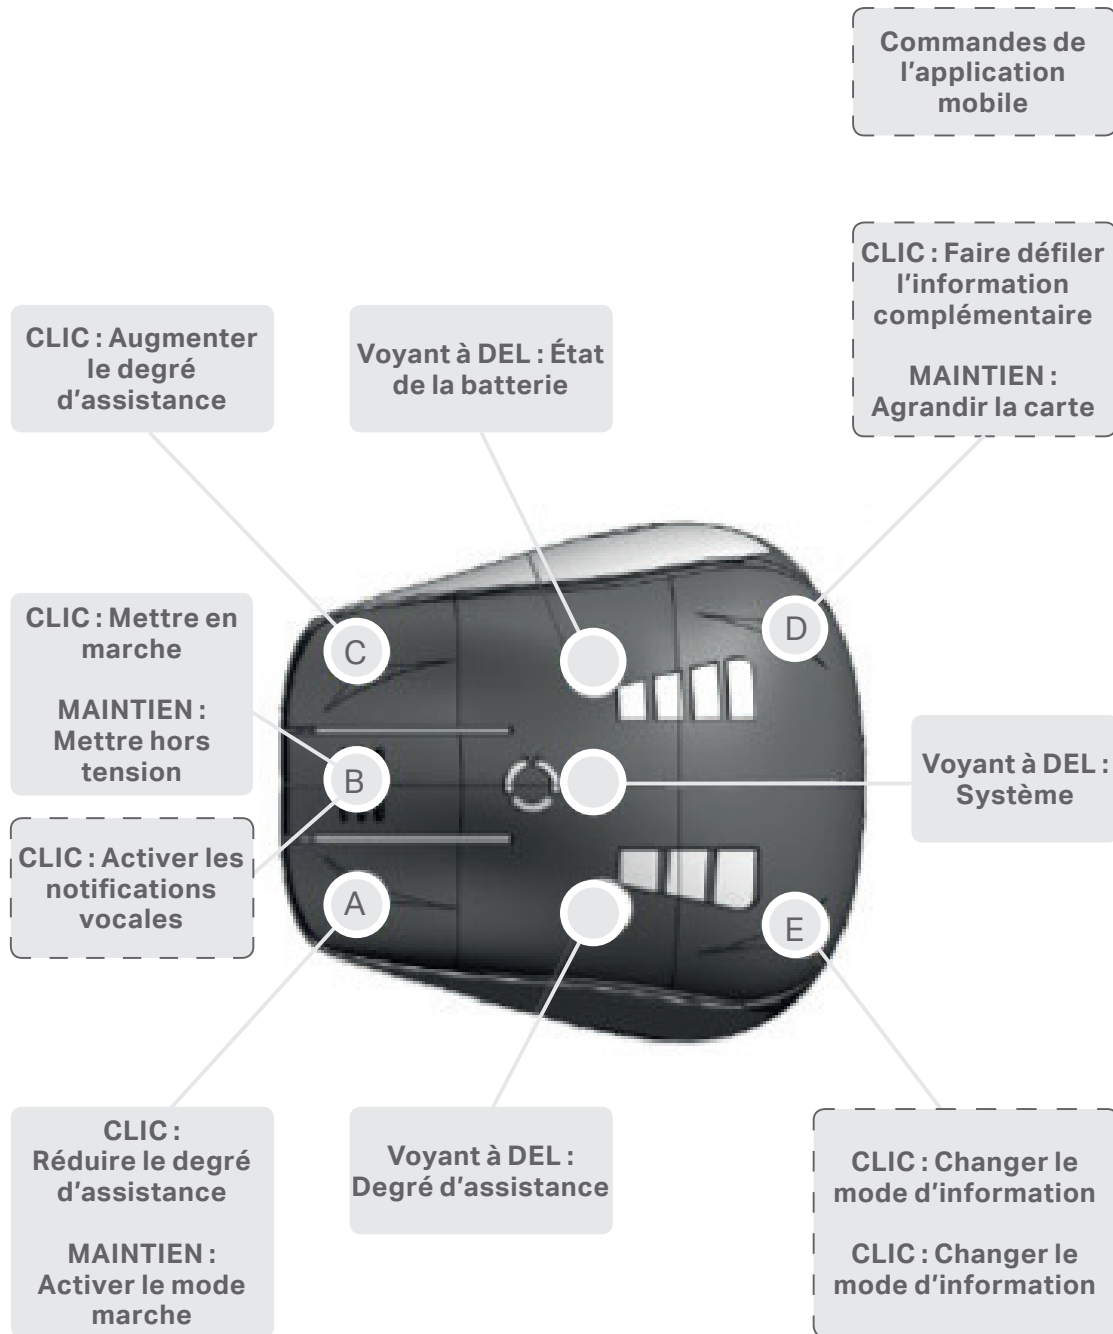 Commandes de
l'application
mobile
CLIC : Faire défiler
l'information
complémentaire
MAINTIEN :
Agrandir la carte
CLIC : Augmenter
le degré
d'assistance
Voyant à DEL : État
de la batterie
C
D
CLIC : Mettre en
marche
MAINTIEN :
Mettre hors
tension
B
Voyant à DEL :
Système
CLIC : Activer les
notifications
vocales
A
E
CLIC :
Réduire le degré
d'assistance
MAINTIEN :
Activer le mode
marche
Voyant à DEL :
Degré d'assistance
CLIC : Changer le
mode d'information
CLIC : Changer le
mode d'information